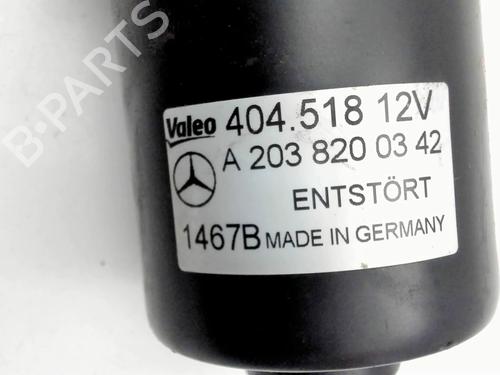 B-PARTS
Valeo 404.518 12V
A 203 820 03 42
ENTSTÖRT
1467B MADE IN GERMANY